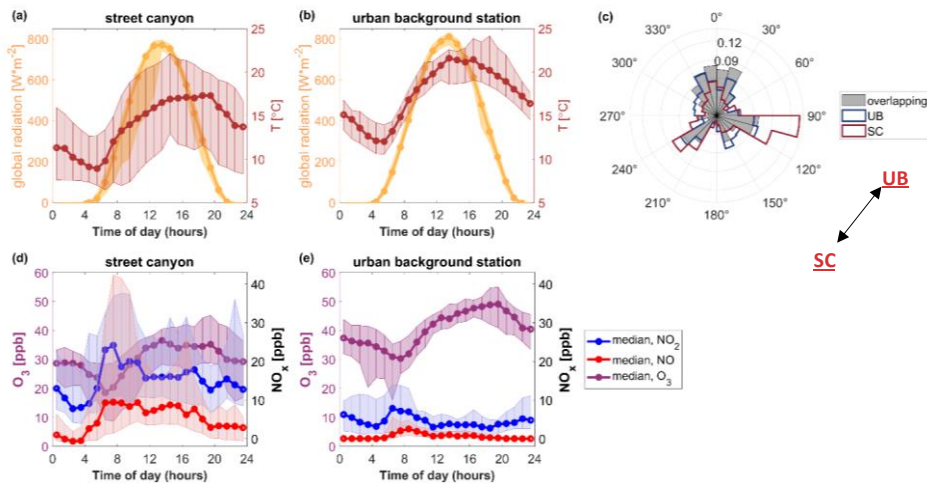 (a) street canyon
global radiation [W*m-2]
800
600
400
200
0
25
20
15
10
5
T [°C]
0 4 8 12 16 20 24
Time of day (hours)
(b) urban background station
global radiation [W*m-2]
800
600
400
200
0
25
20
15
10
5
T [°C]
0 4 8 12 16 20 24
Time of day (hours)
(c)
0°
330° 30°
0.12
0.09
300° 60°
270° 90°
240° 120°
210° 150°
180°
overlapping
UB
SC
UB
SC
(d) street canyon
O3 [ppb]
60
50
40
30
20
10
0
40
30
20
10
0
NOx [ppb]
0 4 8 12 16 20 24
Time of day (hours)
(e) urban background station
O3 [ppb]
60
50
40
30
20
10
0
40
30
20
10
0
NOx [ppb]
0 4 8 12 16 20 24
Time of day (hours)
median, NO2
median, NO
median, O3